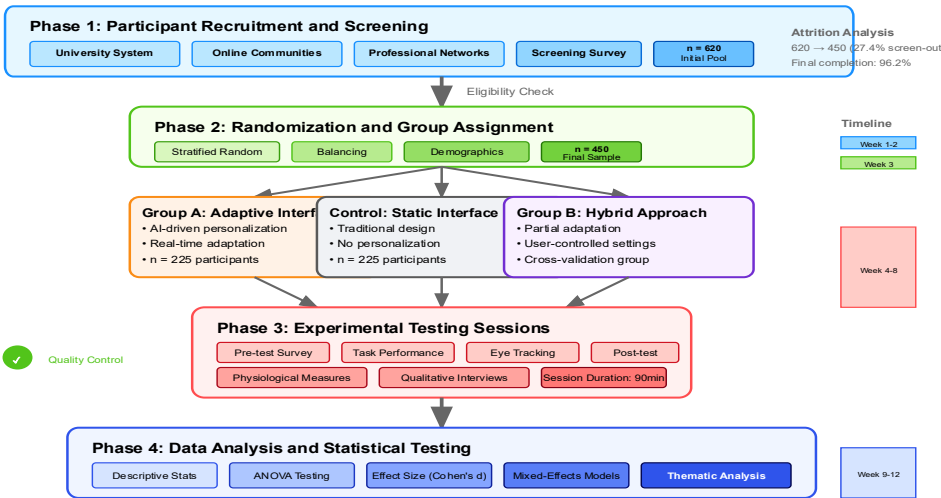 Phase 1: Participant Recruitment and Screening
University System
Online Communities
Professional Networks
Screening Survey
n = 620
Initial Pool
Attrition Analysis
620 → 450 (27.4% screen-out
Final completion: 96.2%
Eligibility Check
Phase 2: Randomization and Group Assignment
Stratified Random
Balancing
Demographics
n = 450
Final Sample
Timeline
Week 1-2
Week 3
Group A: Adaptive Interf
• AI-driven personalization
• Real-time adaptation
• n = 225 participants
Control: Static Interface
• Traditional design
• No personalization
• n = 225 participants
Group B: Hybrid Approach
• Partial adaptation
• User-controlled settings
• Cross-validation group
Week 4-8
Phase 3: Experimental Testing Sessions
Pre-test Survey
Task Performance
Eye Tracking
Post-test
Physiological Measures
Qualitative Interviews
Session Duration: 90min
✓
Quality Control
Phase 4: Data Analysis and Statistical Testing
Descriptive Stats
ANOVA Testing
Effect Size (Cohen's d)
Mixed-Effects Models
Thematic Analysis
Week 9-12